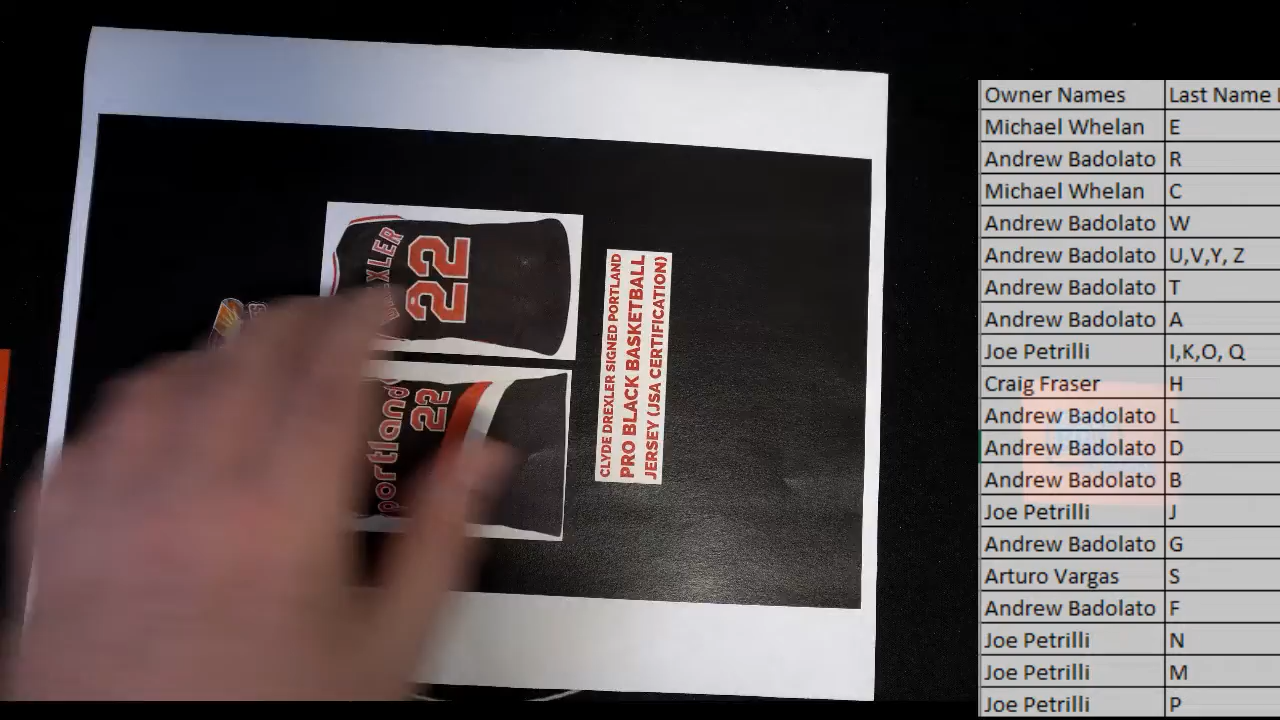 DREXLER
22
portland
22
CLYDE DREXLER SIGNED PORTLAND
PRO BLACK BASKETBALL
JERSEY (JSA CERTIFICATION)
Owner Names Last Name
Michael Whelan E
Andrew Badolato R
Michael Whelan C
Andrew Badolato W
Andrew Badolato U,V,Y, Z
Andrew Badolato T
Andrew Badolato A
Joe Petrilli I,K,O, Q
Craig Fraser H
Andrew Badolato L
Andrew Badolato D
Andrew Badolato B
Joe Petrilli J
Andrew Badolato G
Arturo Vargas S
Andrew Badolato F
Joe Petrilli N
Joe Petrilli M
Joe Petrilli P